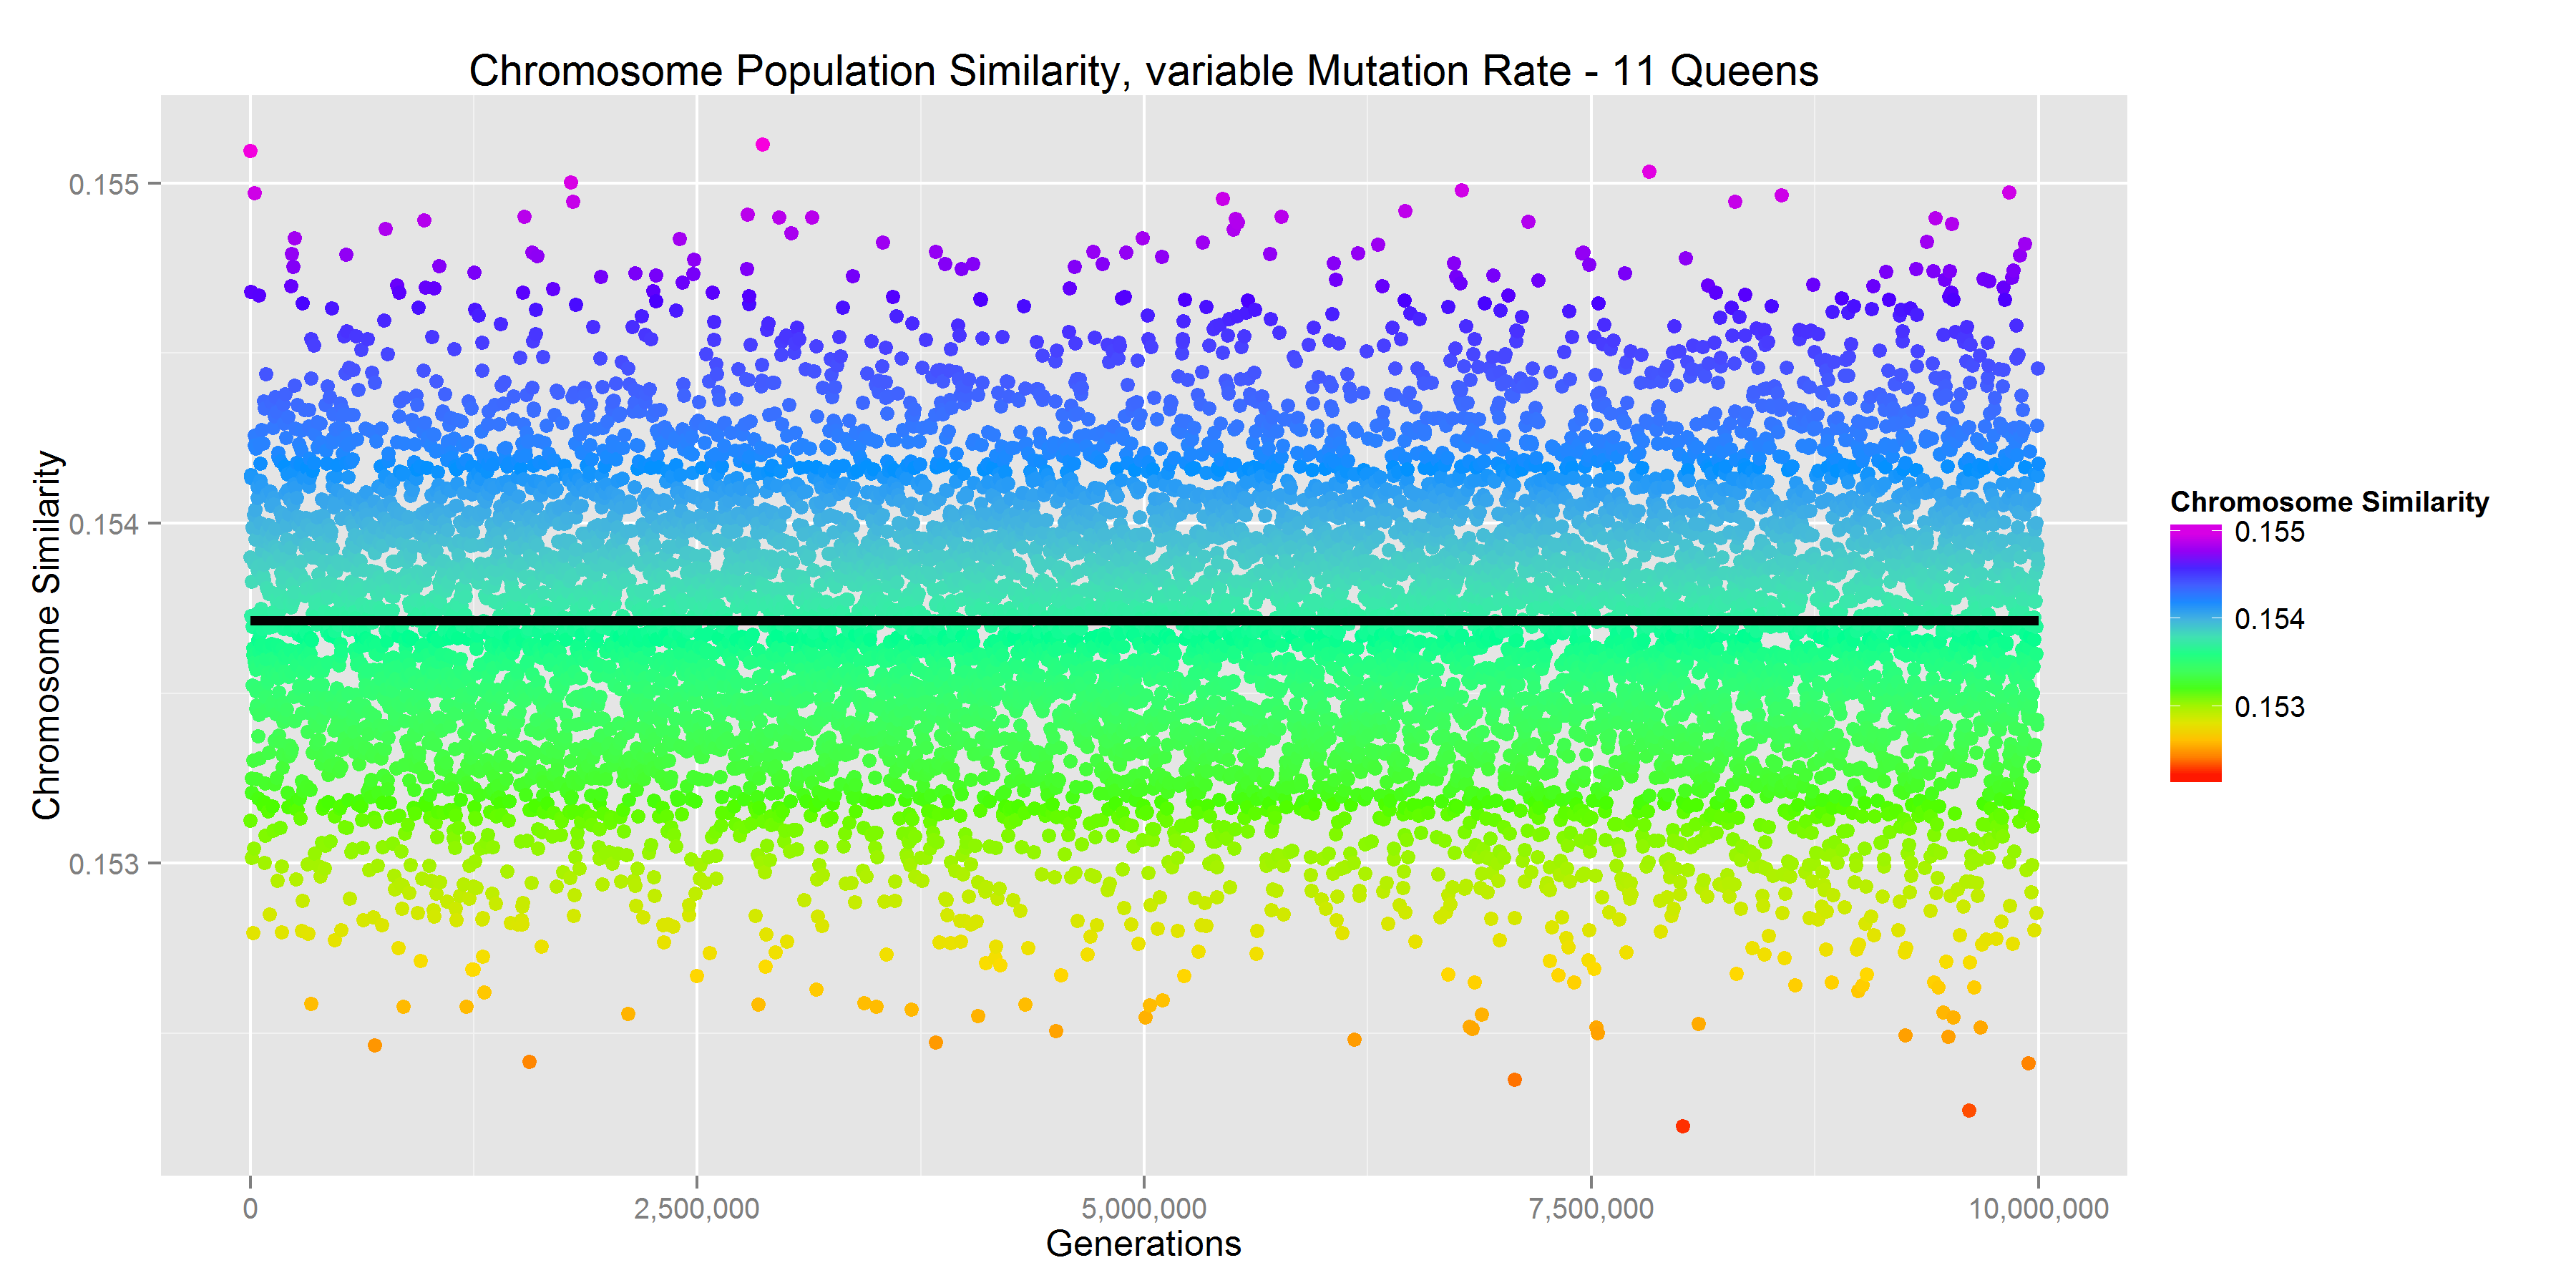 Chromosome Population Similarity, variable Mutation Rate - 11 Queens
Chromosome Similarity
0.155
0.154
0.153
0
2,500,000
5,000,000
7,500,000
10,000,000
Generations
Chromosome Similarity
0.155
0.154
0.153